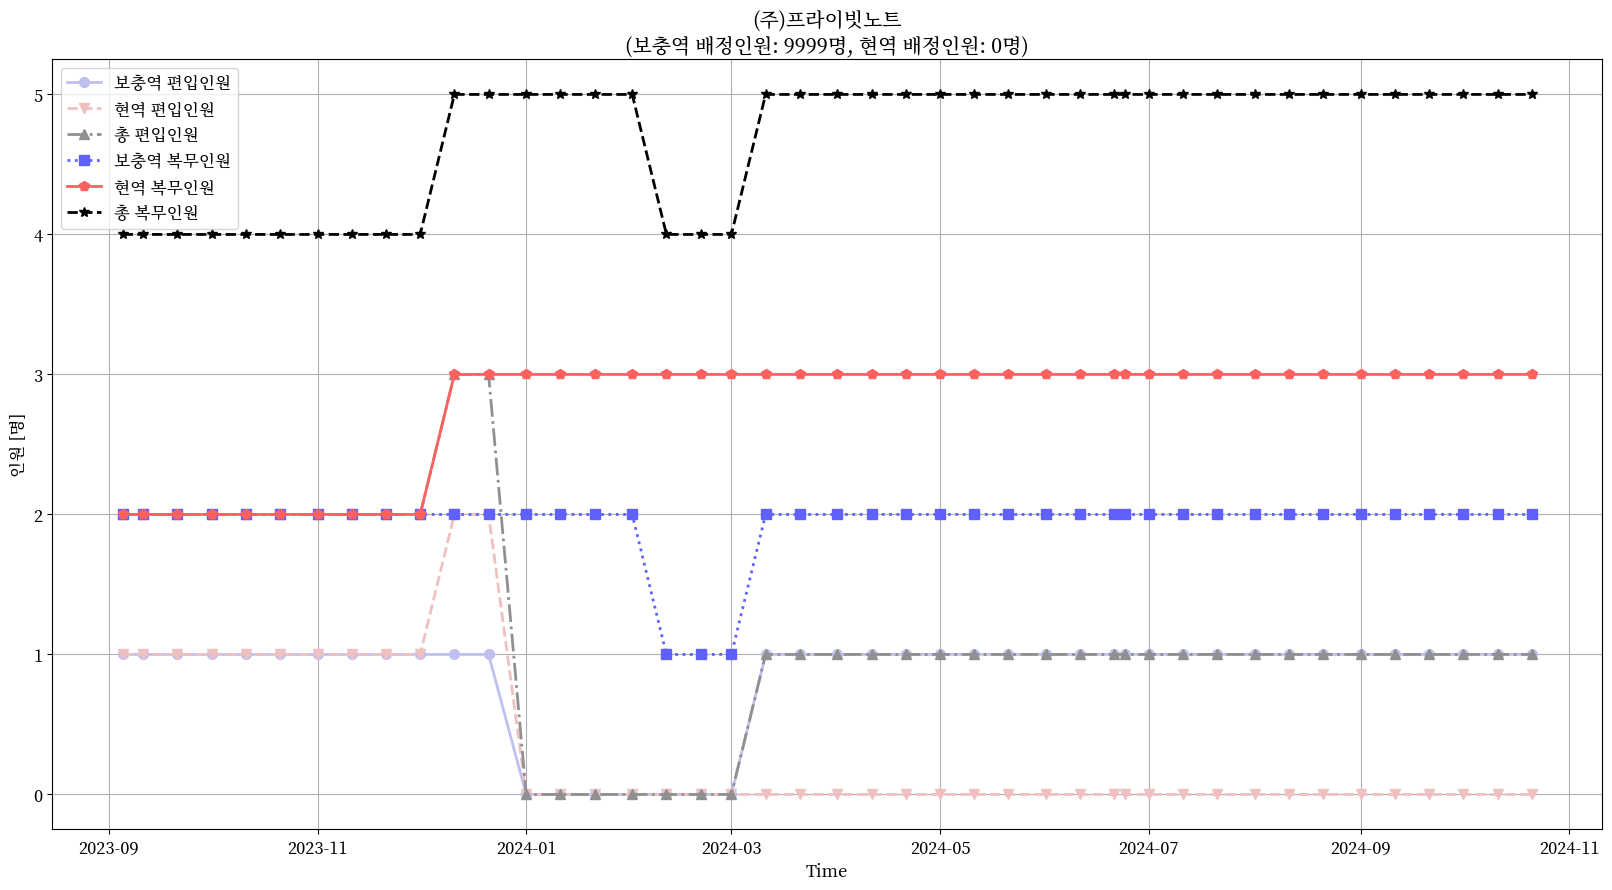 (주)프라이빗노트
(보충역 배정인원: 9999명, 현역 배정인원: 0명)
보충역 편입인원
현역 편입인원
총 편입인원
보충역 복무인원
현역 복무인원
총 복무인원
5
4
3
2
1
0
인원 [명]
2023-09
2023-11
2024-01
2024-03
2024-05
2024-07
2024-09
2024-11
Time